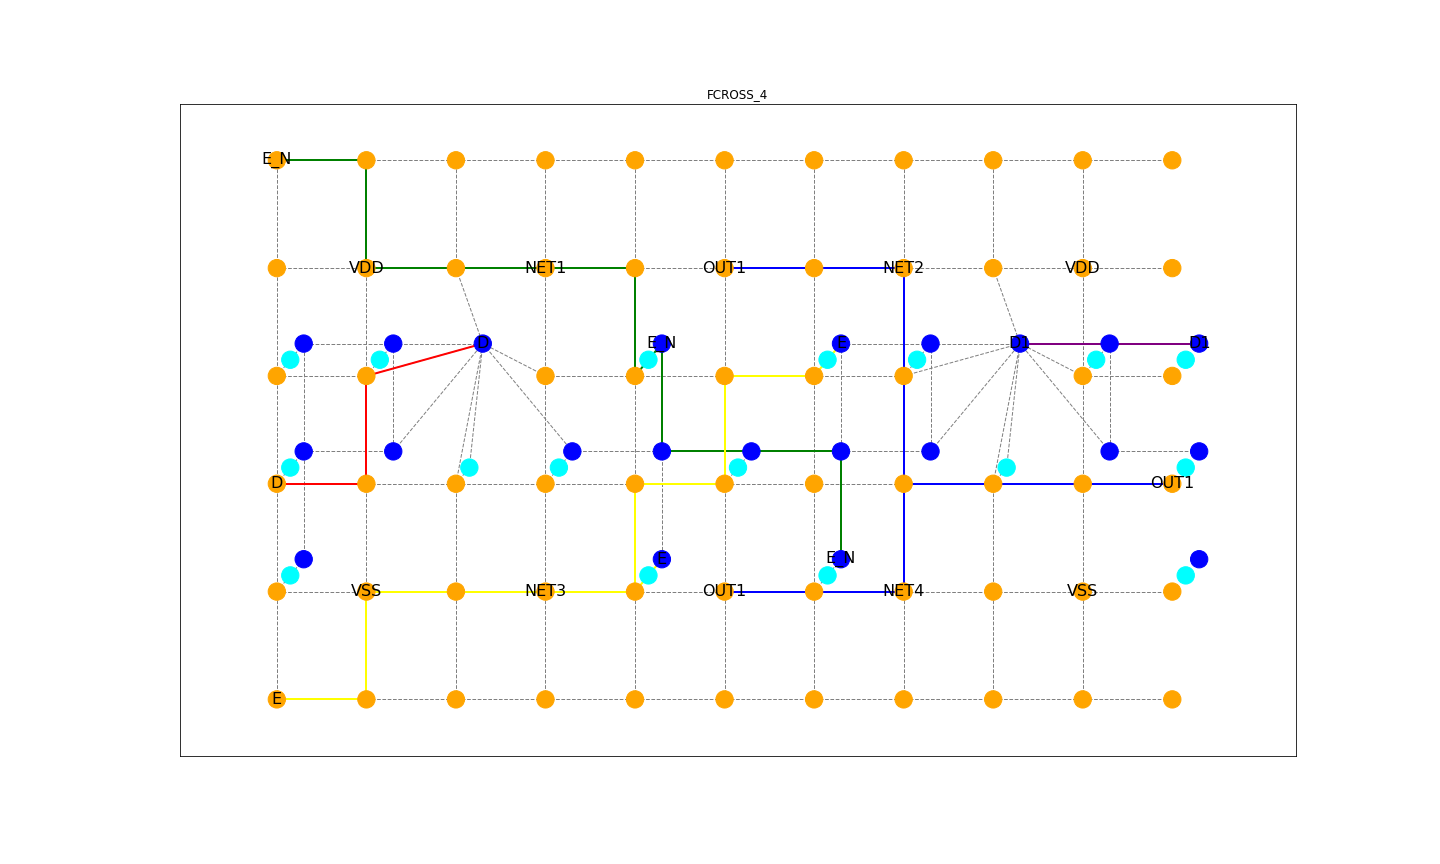 FCROSS_4
E_N
VDD NET1 OUT1 NET2 VDD
D E_N E D1 D1
D OUT1
E E_N
VSS NET3 OUT1 NET4 VSS
E